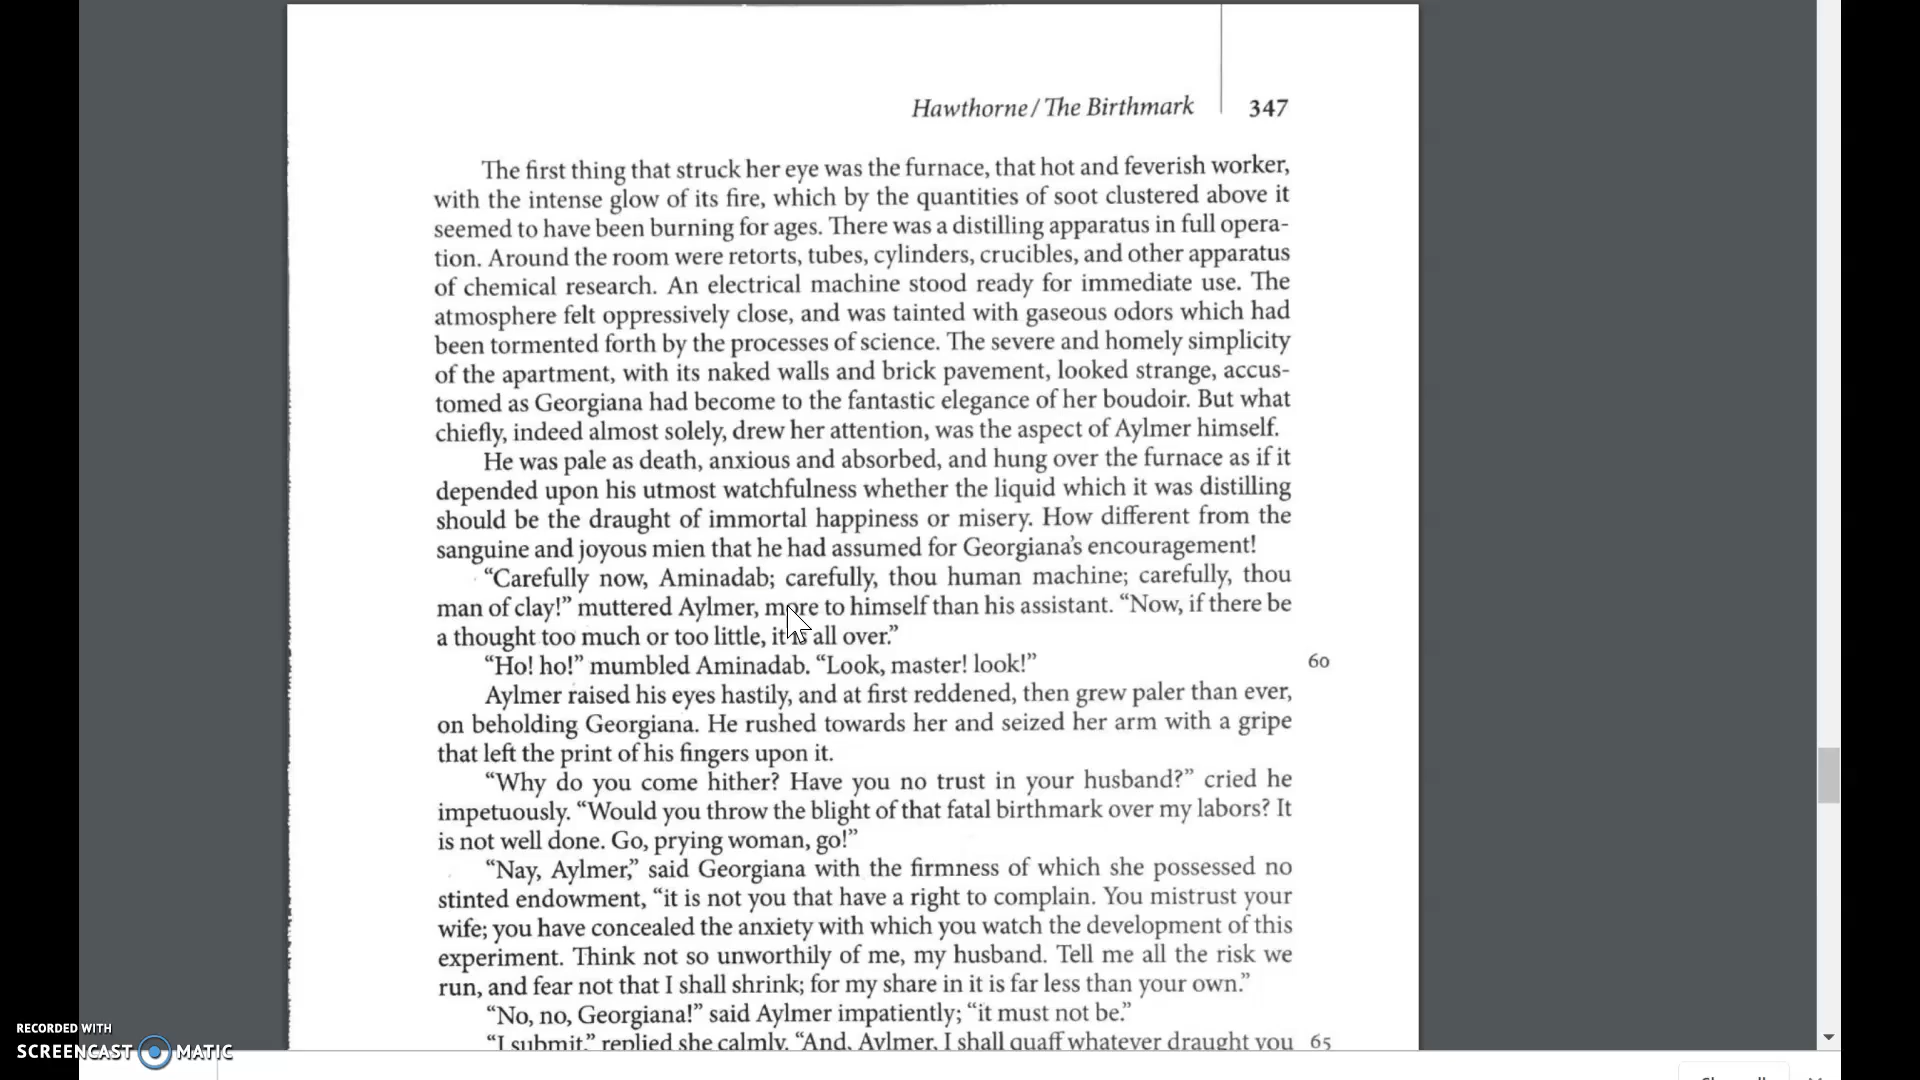 Hawthorne / The Birthmark 347
The first thing that struck her eye was the furnace, that hot and feverish worker,
with the intense glow of its fire, which by the quantities of soot clustered above it
seemed to have been burning for ages. There was a distilling apparatus in full opera-
tion. Around the room were retorts, tubes, cylinders, crucibles, and other apparatus
of chemical research. An electrical machine stood ready for immediate use. The
atmosphere felt oppressively close, and was tainted with gaseous odors which had
been tormented forth by the processes of science. The severe and homely simplicity
of the apartment, with its naked walls and brick pavement, looked strange, accus-
tomed as Georgiana had become to the fantastic elegance of her boudoir. But what
chiefly, indeed almost solely, drew her attention, was the aspect of Aylmer himself.
He was pale as death, anxious and absorbed, and hung over the furnace as if it
depended upon his utmost watchfulness whether the liquid which it was distilling
should be the draught of immortal happiness or misery. How different from the
sanguine and joyous mien that he had assumed for Georgiana's encouragement!
“Carefully now, Aminadab; carefully, thou human machine; carefully, thou
man of clay!” muttered Aylmer, more to himself than his assistant. “Now, if there be
a thought too much or too little, it is all over.”
“Ho! ho!” mumbled Aminadab. “Look, master! look!” 60
Aylmer raised his eyes hastily, and at first reddened, then grew paler than ever,
on beholding Georgiana. He rushed towards her and seized her arm with a gripe
that left the print of his fingers upon it.
“Why do you come hither? Have you no trust in your husband?” cried he
impetuously. “Would you throw the blight of that fatal birthmark over my labors? It
is not well done. Go, prying woman, go!”
“Nay, Aylmer,” said Georgiana with the firmness of which she possessed no
stinted endowment, “it is not you that have a right to complain. You mistrust your
wife; you have concealed the anxiety with which you watch the development of this
experiment. Think not so unworthily of me, my husband. Tell me all the risk we
run, and fear not that I shall shrink; for my share in it is far less than your own.”
“No, no, Georgiana!” said Aylmer impatiently; “it must not be.”
“I submit,” replied she calmly. “And, Aylmer, I shall quaff whatever draught you 65
RECORDED WITH
SCREENCAST MATIC